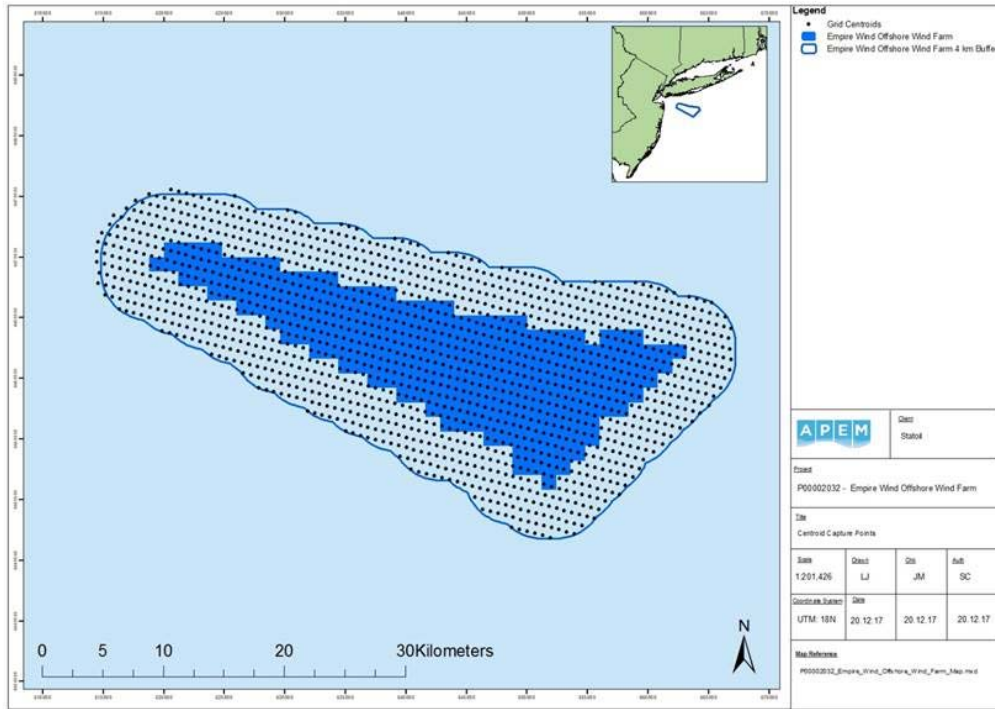 Legend
Grid Centroids
Empire Wind Offshore Wind Farm
Empire Wind Offshore Wind Farm 4 km Buffe
0 5 10 20 30Kilometers
N
APEM
Client
Statoil
Project
P00002032 - Empire Wind Offshore Wind Farm
Title
Centroid Capture Points
Scale
Drawn
Chk
Auth
1:201,426
LJ
JM
SC
Coordinate System
Date
UTM: 18N
20.12.17
20.12.17
20.12.17
Map Reference
P00002032_Empire_Wind_Offshore_Wind_Farm_Map.mxd